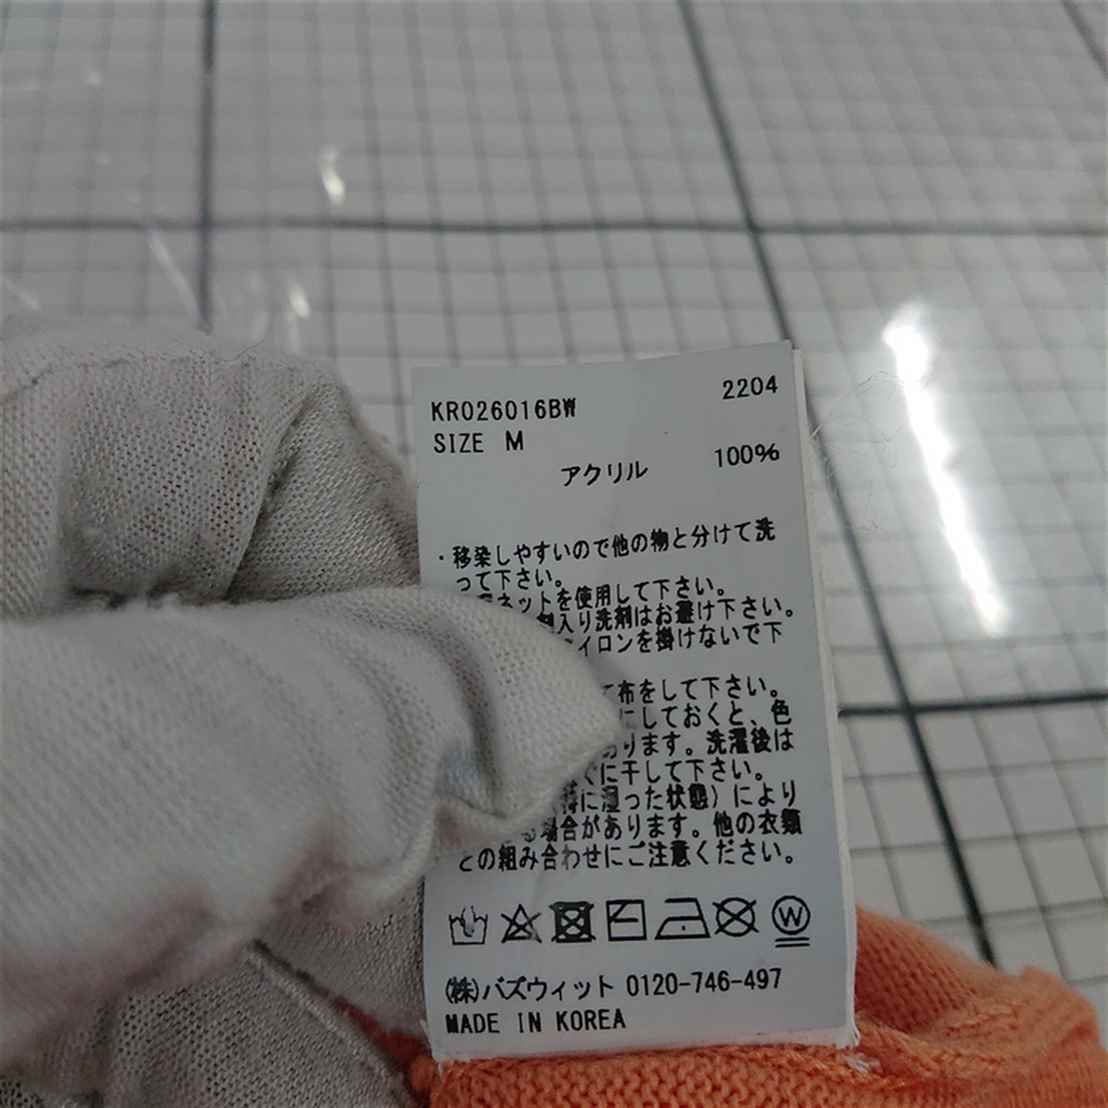 KR026016BW 2204
SIZE M
アクリル 100%
・移染しやすいので他の物と分けて洗
って下さい。
ネットを使用して下さい。
剤入り洗剤はお避け下さい。
イロンを掛けないで下
て布をして下さい。
にしておくと、色
ります。洗濯後は
に干して下さい。
特に湿った状態)により
る場合があります。他の衣類
との組み合わせにご注意ください。
W
(株)バズウィット 0120-746-497
MADE IN KOREA